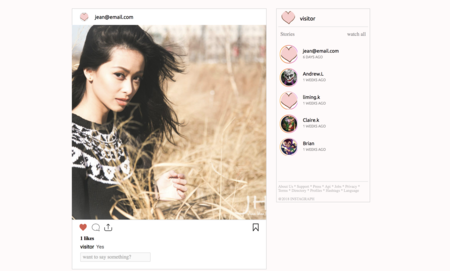 jean@email.com
1 likes
visitor Yes
want to say something?
visitor
Stories watch all
jean@email.com
6 DAYS AGO
Andrew.L
1 WEEKS AGO
liming.k
1 WEEKS AGO
Claire.k
1 WEEKS AGO
Brian
1 WEEKS AGO